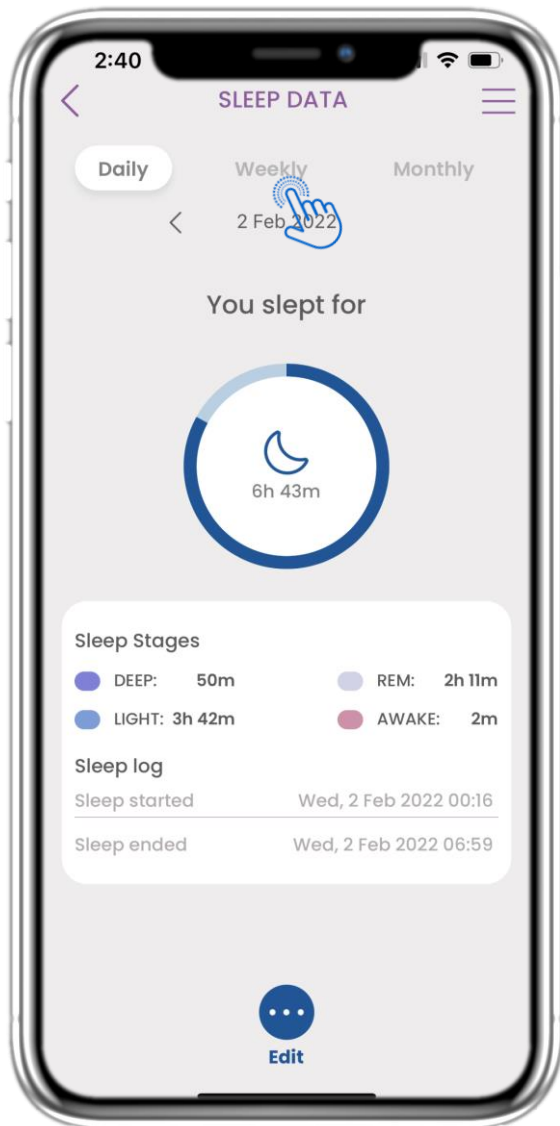 2:40
SLEEP DATA
Daily Weekly Monthly
2 Feb 2022
You slept for
6h 43m
Sleep Stages
DEEP: 50m REM: 2h 11m
LIGHT: 3h 42m AWAKE: 2m
Sleep log
Sleep started Wed, 2 Feb 2022 00:16
Sleep ended Wed, 2 Feb 2022 06:59
Edit